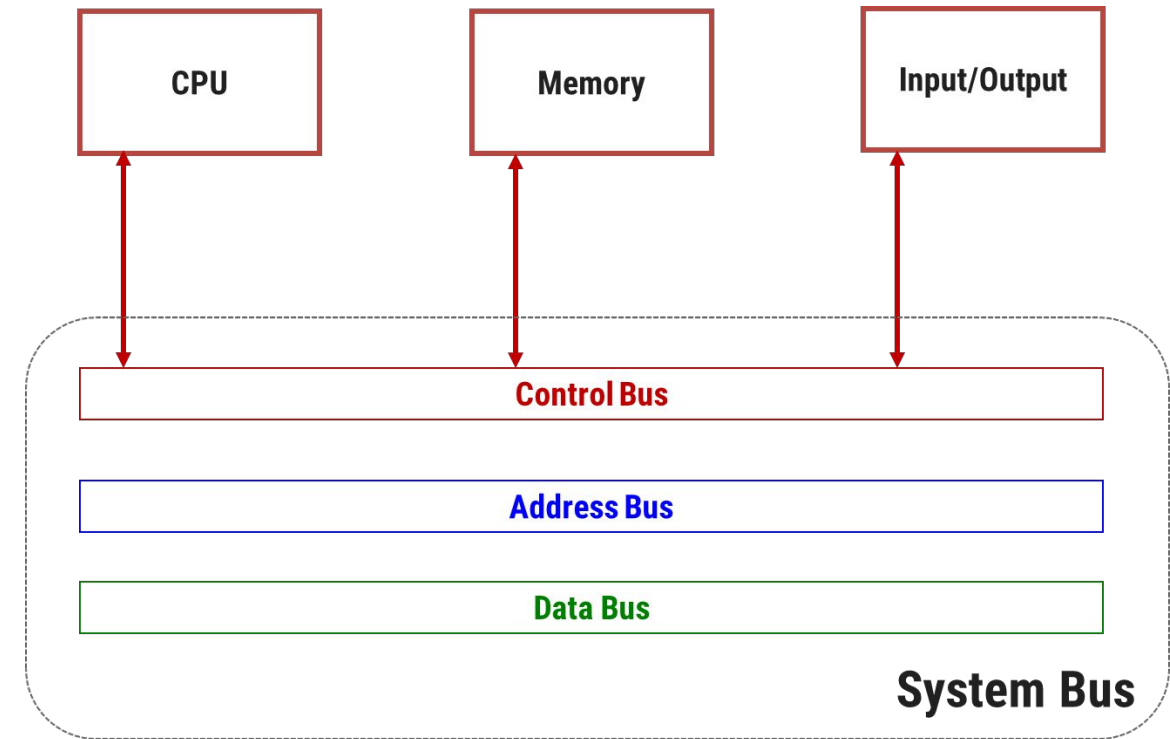 CPU
Memory
Input/Output
Control Bus
Address Bus
Data Bus
System Bus